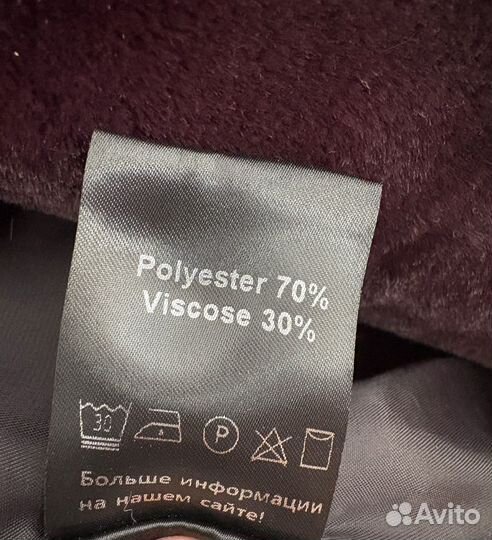 Polyester 70%
Viscose 30%
30 P
Больше информации
на нашем сайте!
Avito